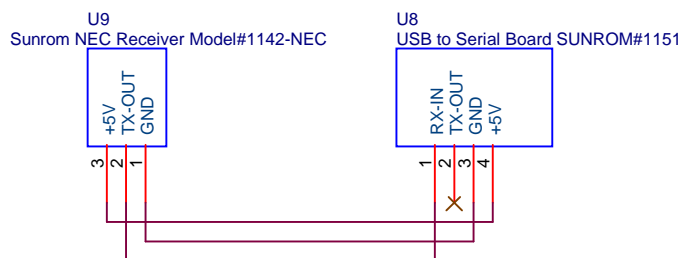 U9
Sunrom NEC Receiver Model#1142-NEC
+5V
TX-OUT
GND
3
2
1
U8
USB to Serial Board SUNROM#1151
RX-IN
TX-OUT
GND
+5V
1
2
3
4